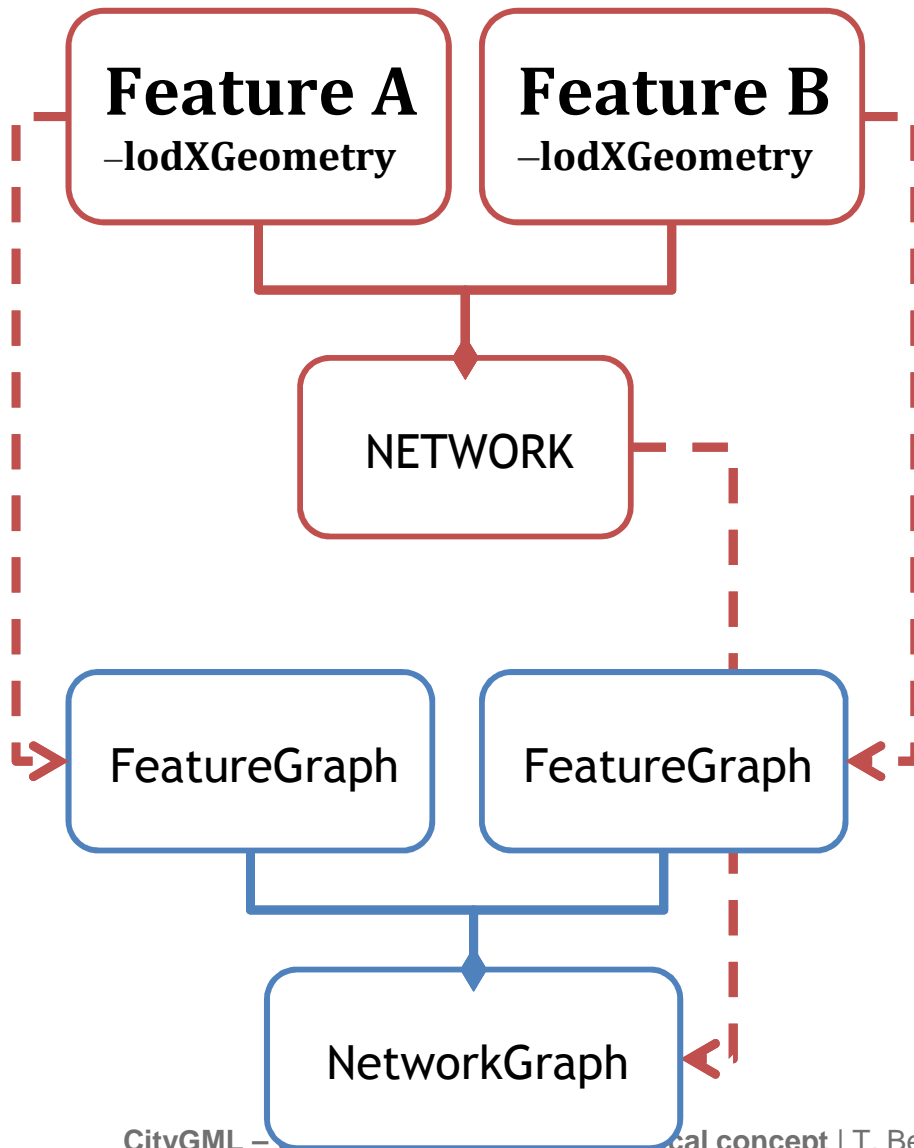 Feature A
–lodXGeometry
Feature B
–lodXGeometry
NETWORK
FeatureGraph
FeatureGraph
NetworkGraph
CityGML – cal concept | T. Be